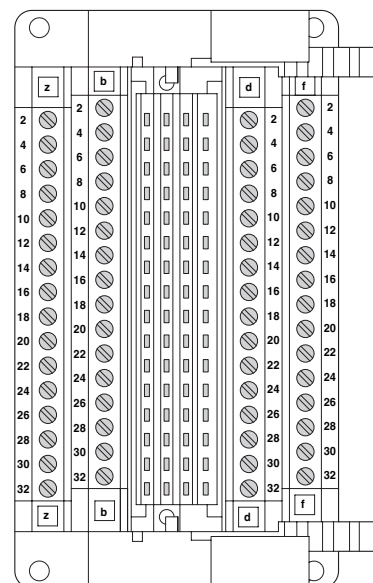 z b d f
2 2 2 2
4 4 4 4
6 6 6 6
8 8 8 8
10 10 10 10
12 12 12 12
14 14 14 14
16 16 16 16
18 18 18 18
20 20 20 20
22 22 22 22
24 24 24 24
26 26 26 26
28 28 28 28
30 30 30 30
32 32 32 32
z b d f